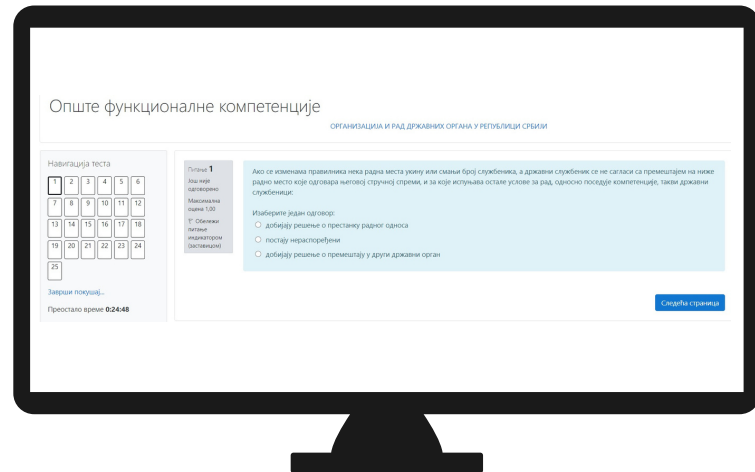 Опште функционалне компетенције
ОРГАНИЗАЦИЈА И РАД ДРЖАВНИХ ОРГАНА У РЕПУБЛИЦИ СРБИЈИ
Навигација теста
1 2 3 4 5 6
7 8 9 10 11 12
13 14 15 16 17 18
19 20 21 22 23 24
25
Заврши покушај...
Преостало време 0:24:48
Питање 1
Још није
одговорено
Максимална
оцена 1,00
Обележи
питање
индикатором
(заставицом)
Ако се изменама правилника нека радна места укину или смањи број службеника, а државни службеник се не сагласи са премештајем на ниже
радно место које одговара његовој стручној спреми, и за које испуњава остале услове за рад, односно поседује компетенције, такви државни
службеници:
Изаберите један одговор:
добијају решење о престанку радног односа
постају нераспоређени
добијају решење о премештају у други државни орган
Следећа страница